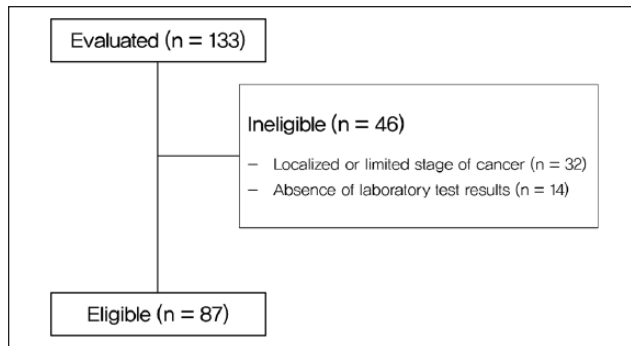 Evaluated (n = 133)
Ineligible (n = 46)
– Localized or limited stage of cancer (n = 32)
– Absence of laboratory test results (n = 14)
Eligible (n = 87)